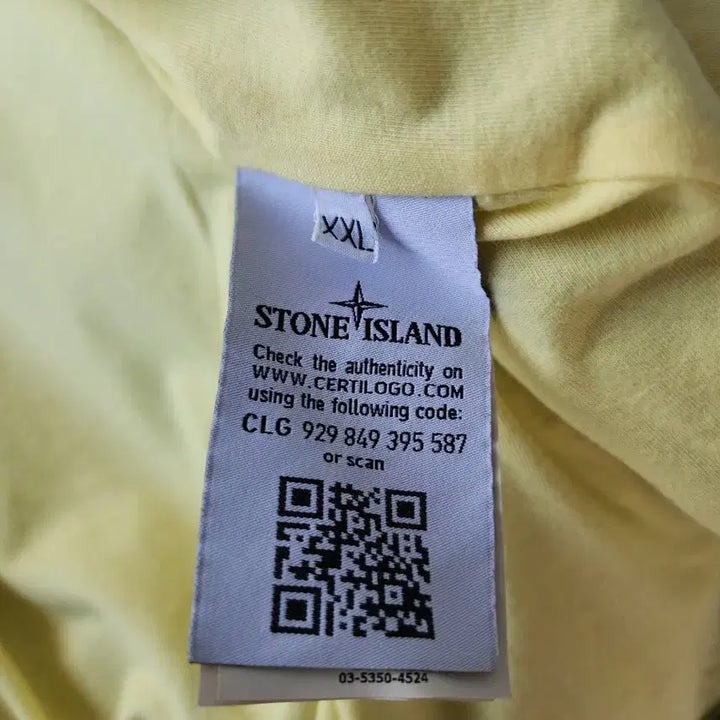 XXL
STONE ISLAND
Check the authenticity on
WWW.CERTILOGO.COM
using the following code:
CLG 929 849 395 587
or scan
03-5350-4524